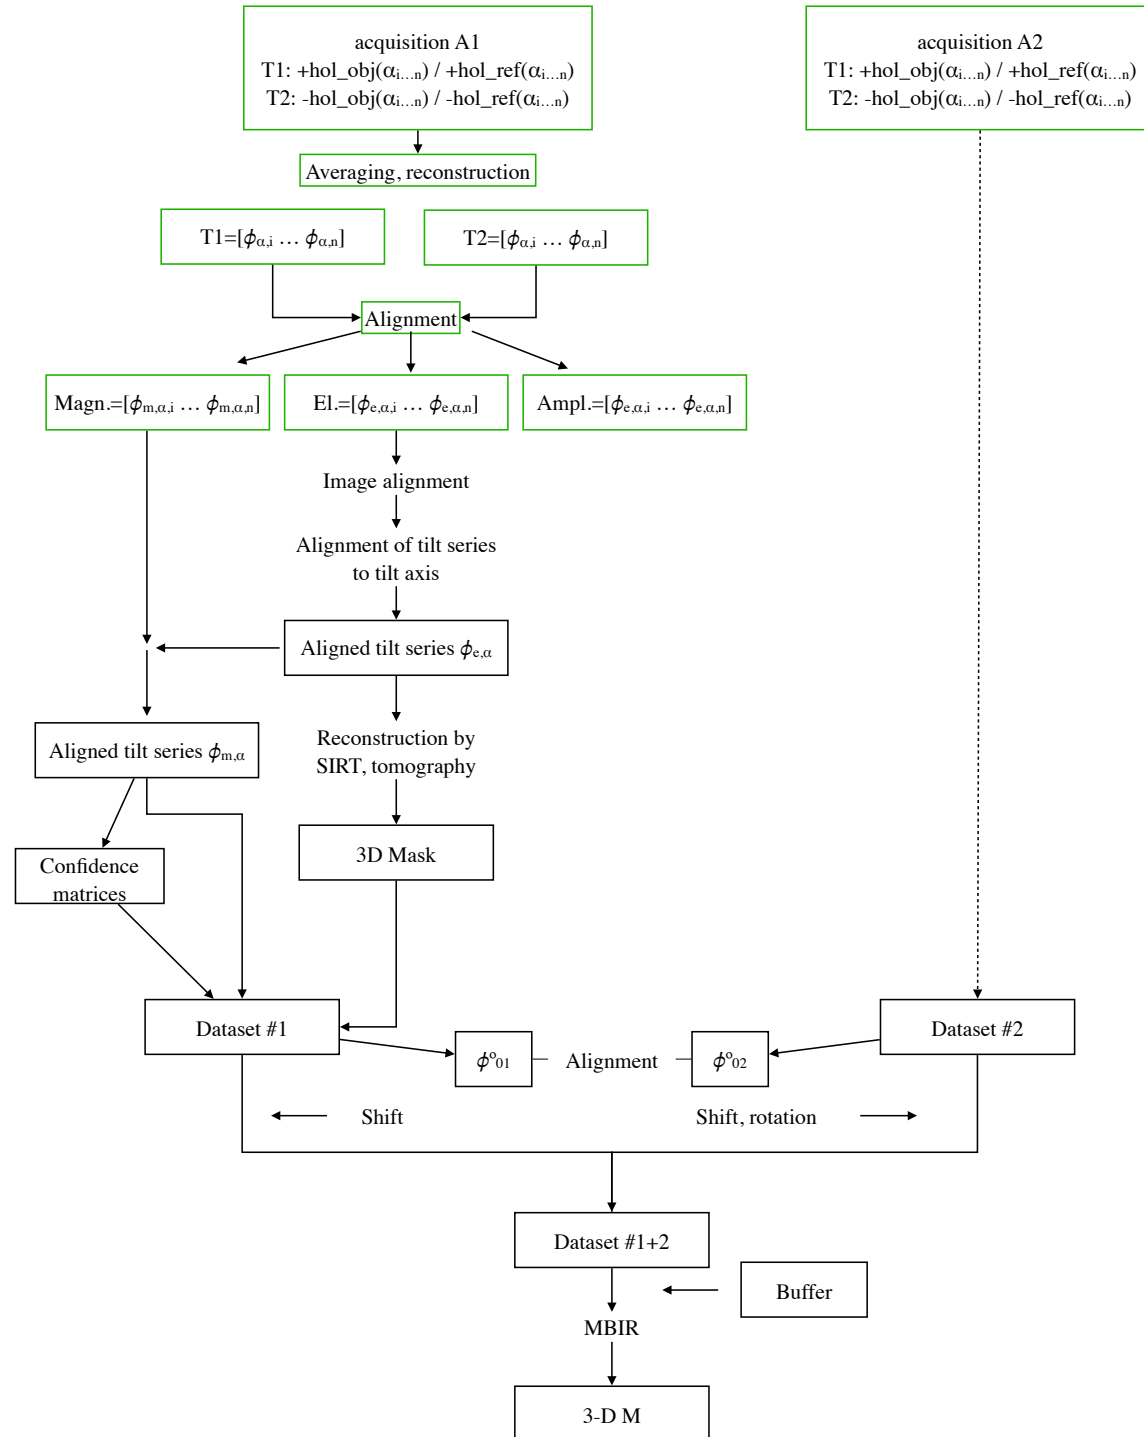 acquisition A1
T1: +hol_obj(αi…n) / +hol_ref(αi…n)
T2: -hol_obj(αi…n) / -hol_ref(αi…n)
acquisition A2
T1: +hol_obj(αi…n) / +hol_ref(αi…n)
T2: -hol_obj(αi…n) / -hol_ref(αi…n)
Averaging, reconstruction
T1=[ϕα,i … ϕα,n]
T2=[ϕα,i … ϕα,n]
Alignment
Magn.=[ϕm,α,i … ϕm,α,n]
El.=[ϕe,α,i … ϕe,α,n]
Ampl.=[ϕe,α,i … ϕe,α,n]
Image alignment
Alignment of tilt series
to tilt axis
Aligned tilt series ϕe,α
Aligned tilt series ϕm,α
Reconstruction by
SIRT, tomography
3D Mask
Confidence
matrices
Dataset #1
Dataset #2
ϕº01
Alignment
ϕº02
Shift
Shift, rotation
Dataset #1+2
Buffer
MBIR
3-D M